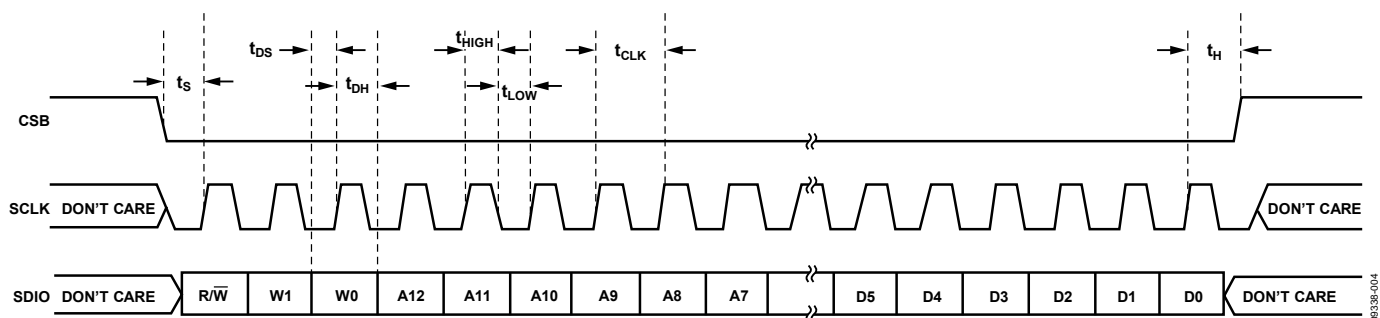 tDS
tHIGH
tCLK
tH
tS
tDH
tLOW
CSB
SCLK DON'T CARE
DON'T CARE
SDIO DON'T CARE R/W̅ W1 W0 A12 A11 A10 A9 A8 A7 D5 D4 D3 D2 D1 D0 DON'T CARE
09338-004